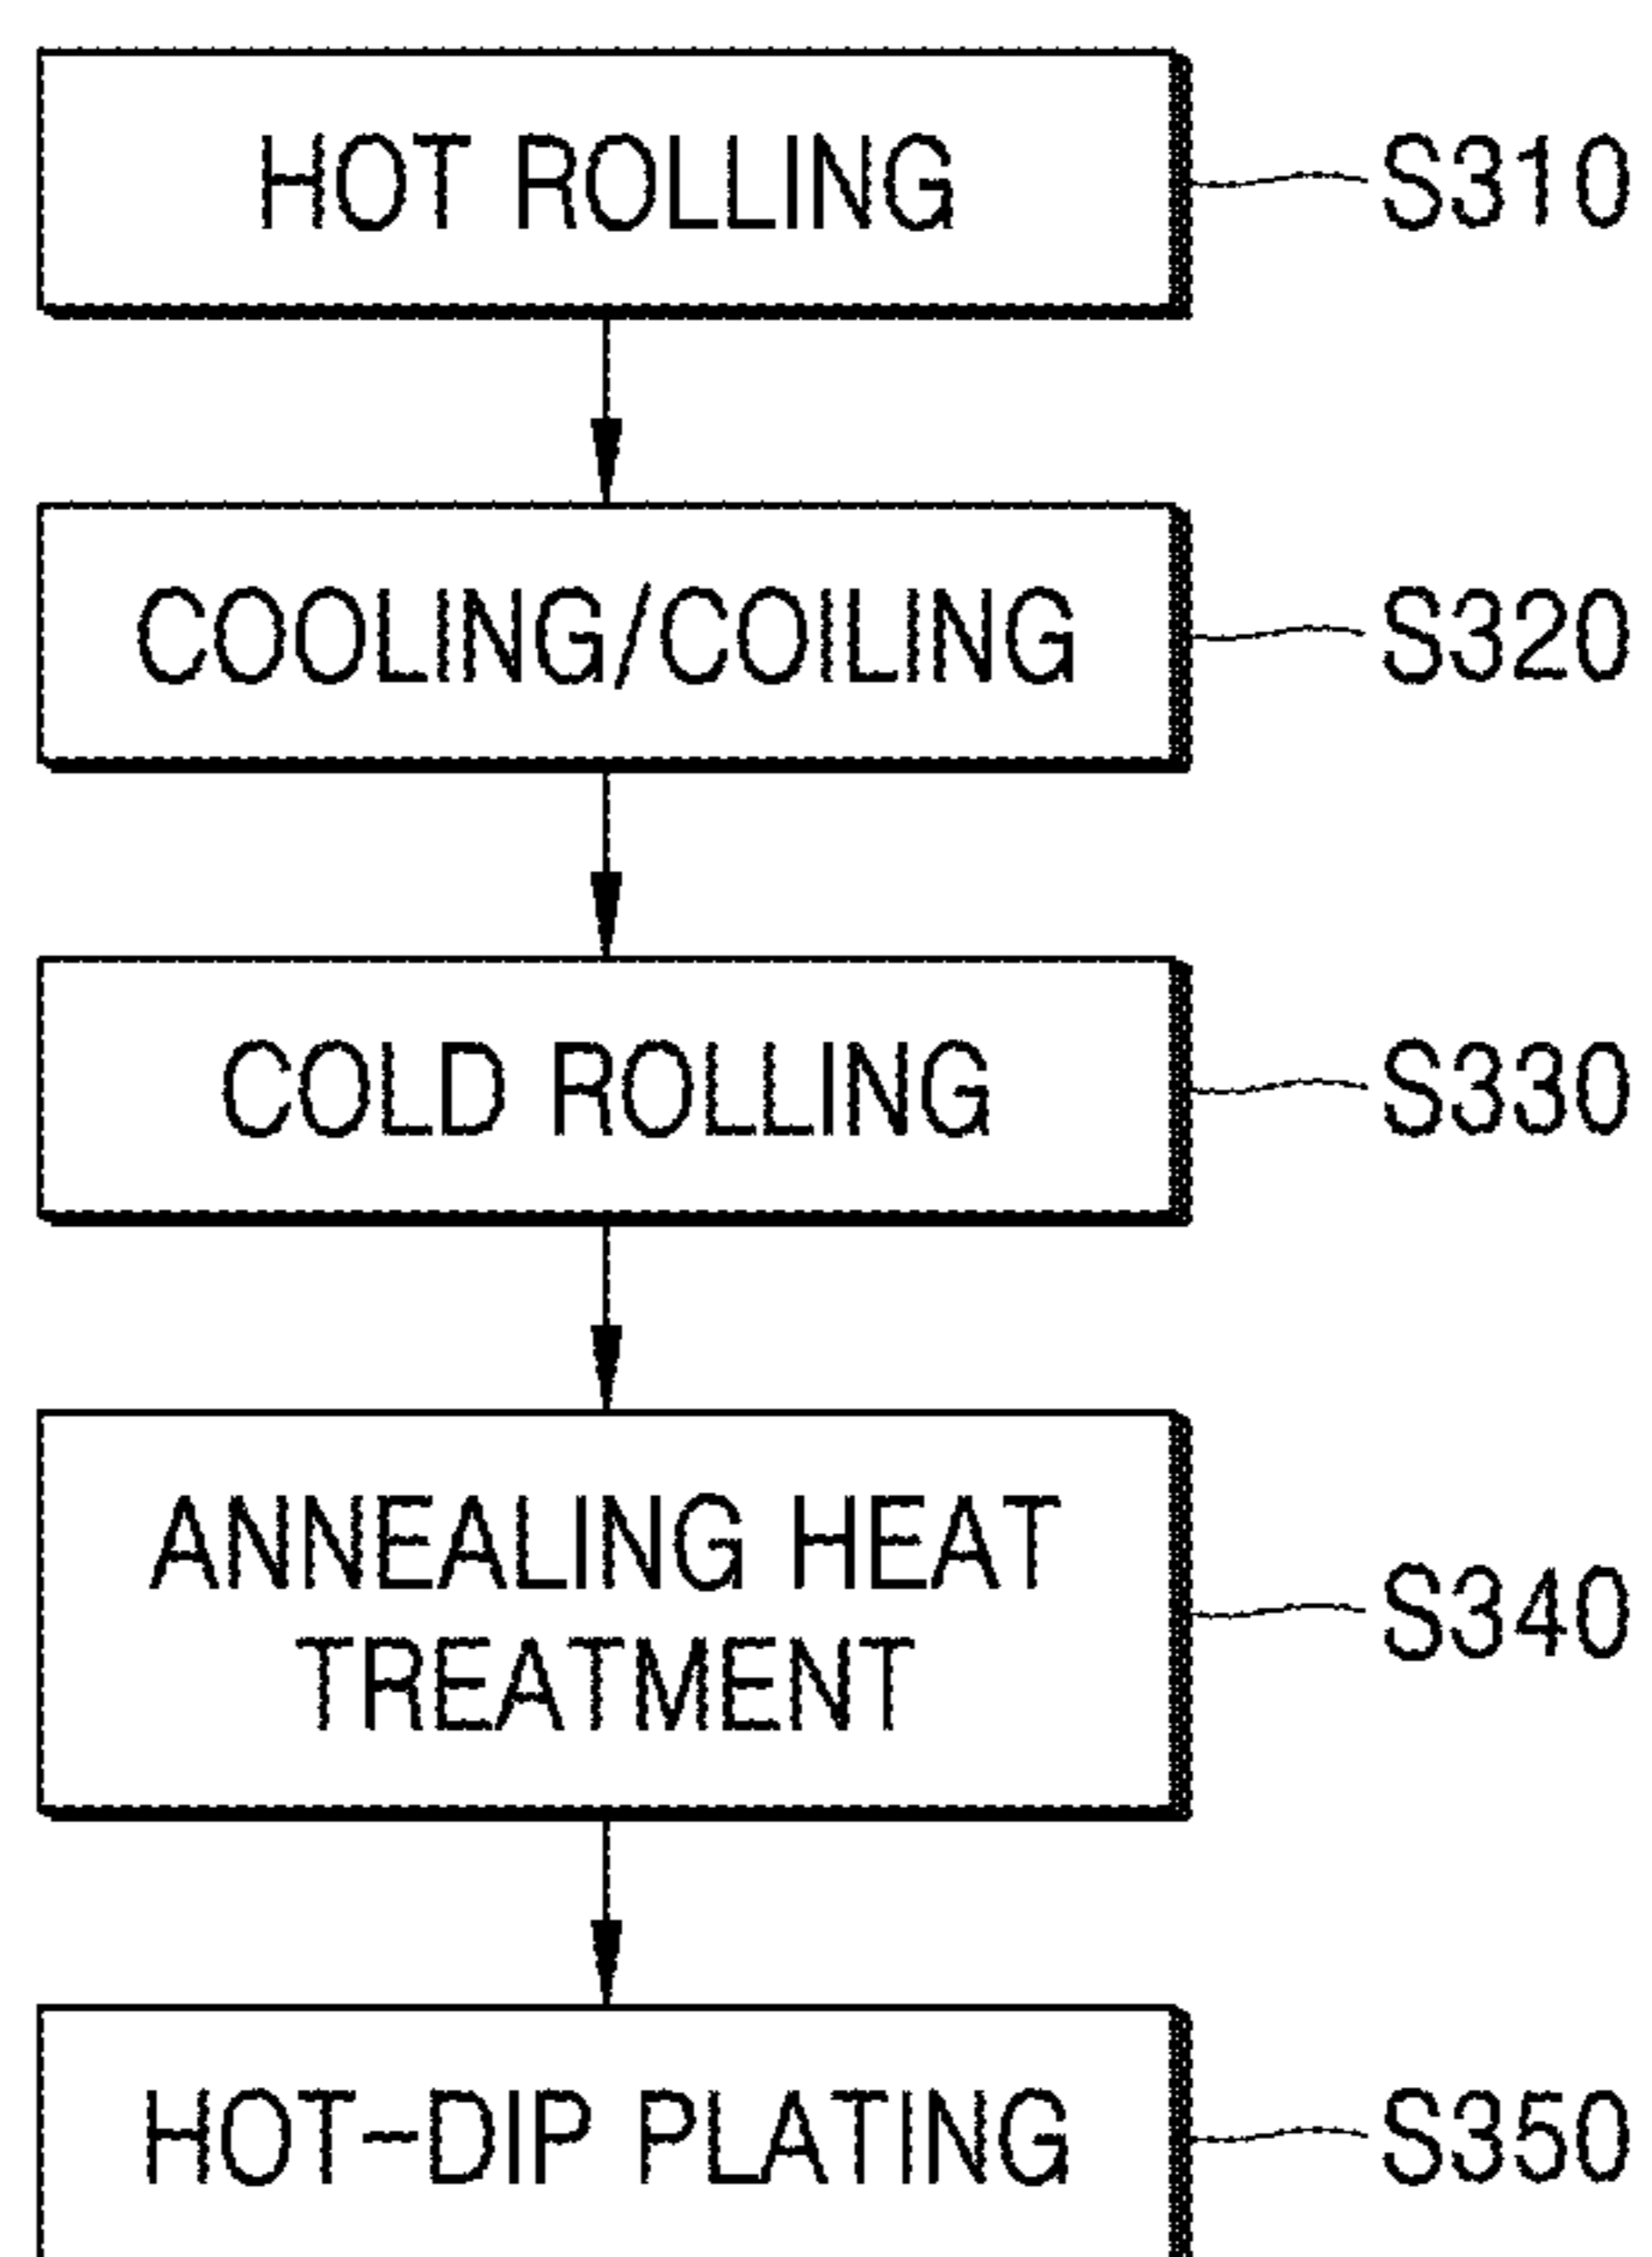 HOT ROLLING S310
COOLING/COILING S320
COLD ROLLING S330
ANNEALING HEAT
TREATMENT S340
HOT-DIP PLATING S350